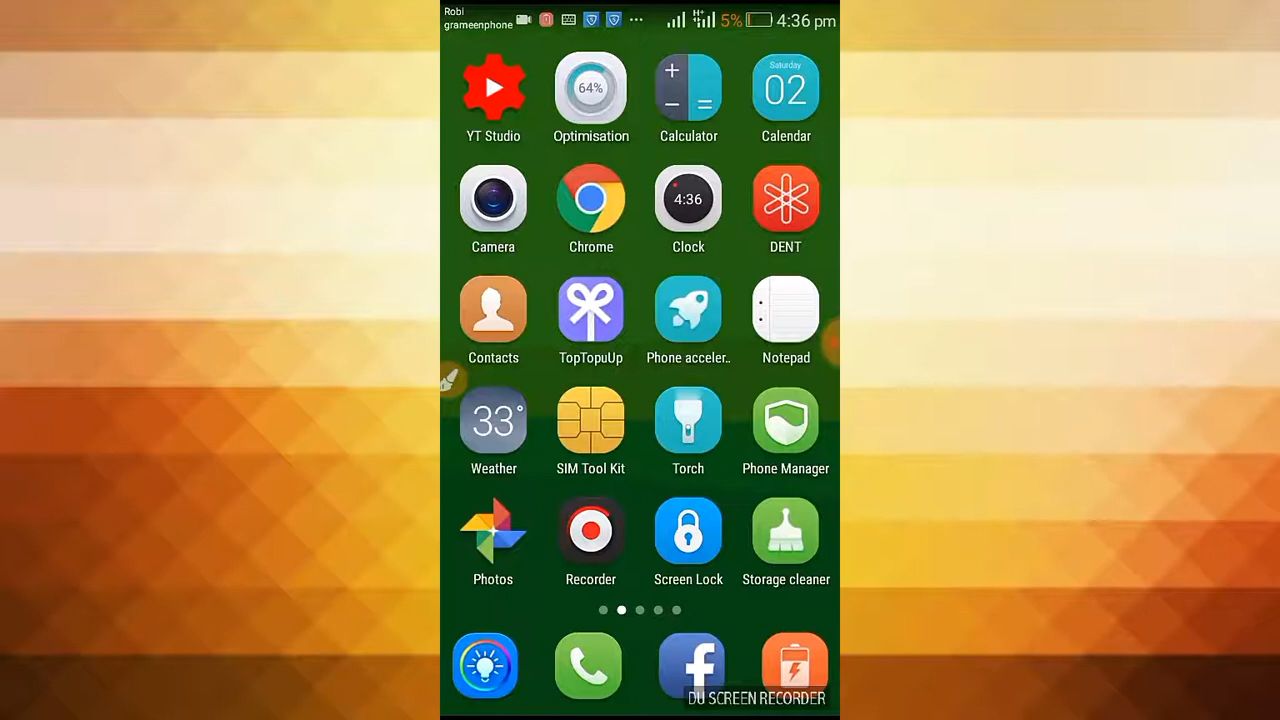 Robi
grameenphone
5% 4:36 pm
64%
Saturday
02
YT Studio Optimisation Calculator Calendar
4:36
Camera Chrome Clock DENT
Contacts TopTopuUp Phone acceler.. Notepad
33°
Weather SIM Tool Kit Torch Phone Manager
Photos Recorder Screen Lock Storage cleaner
DU SCREEN RECORDER